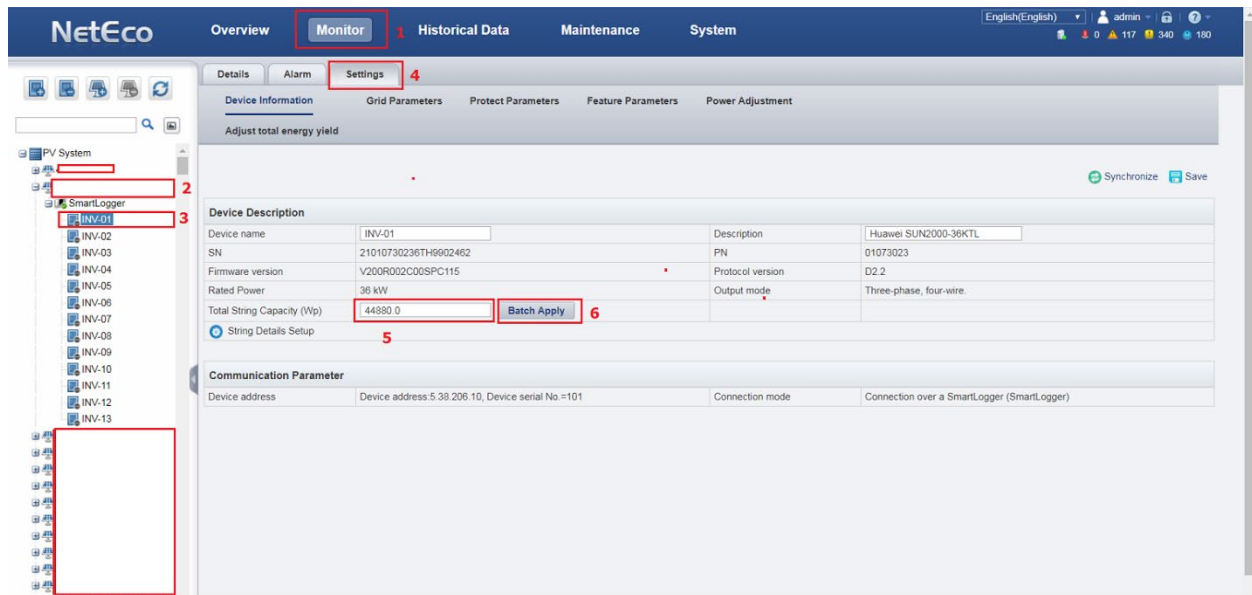 NetEco Overview Monitor 1 Historical Data Maintenance System English(English) admin
0 117 340 180
Details Alarm Settings 4
Device Information Grid Parameters Protect Parameters Feature Parameters Power Adjustment
Adjust total energy yield
PV System
2
SmartLogger
INV-01 3
INV-02
INV-03
INV-04
INV-05
INV-06
INV-07
INV-08
INV-09
INV-10
INV-11
INV-12
INV-13
Synchronize Save
Device Description
Device name INV-01 Description Huawei SUN2000-36KTL
SN 21010730236TH9902462 PN 01073023
Firmware version V200R002C00SPC115 Protocol version D2.2
Rated Power 36 kW Output mode Three-phase, four-wire.
Total String Capacity (Wp) 44880.0 Batch Apply 6
String Details Setup 5
Communication Parameter
Device address Device address:5.38.206.10, Device serial No.=101 Connection mode Connection over a SmartLogger (SmartLogger)